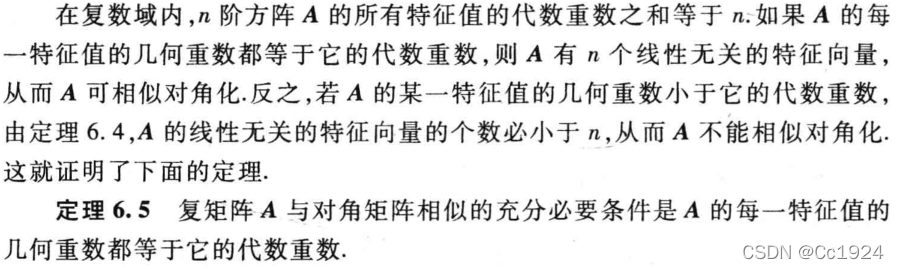 在复数域内,n 阶方阵 A 的所有特征值的代数重数之和等于 n.如果 A 的每
一特征值的几何重数都等于它的代数重数,则 A 有 n 个线性无关的特征向量,
从而 A 可相似对角化.反之,若 A 的某一特征值的几何重数小于它的代数重数,
由定理 6.4,A 的线性无关的特征向量的个数必小于 n,从而 A 不能相似对角化.
这就证明了下面的定理.
定理 6.5 复矩阵 A 与对角矩阵相似的充分必要条件是 A 的每一特征值的
几何重数都等于它的代数重数.
CSDN @Cc1924